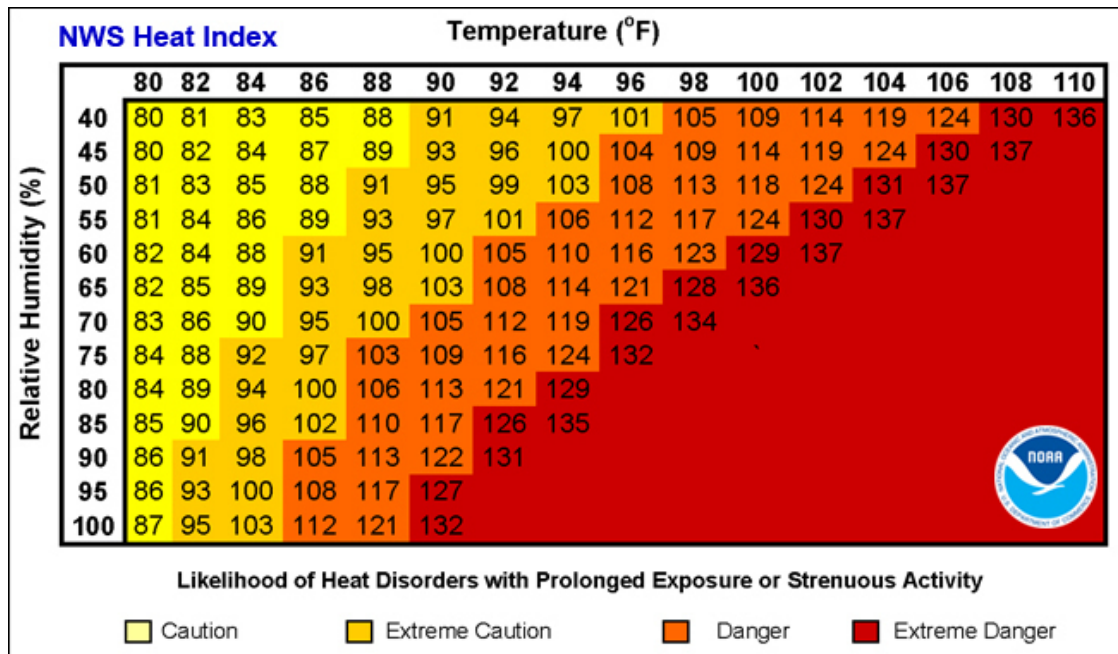 NWS Heat Index
Temperature (°F)
80 82 84 86 88 90 92 94 96 98 100 102 104 106 108 110
Relative Humidity (%)
40 80 81 83 85 88 91 94 97 101 105 109 114 119 124 130 136
45 80 82 84 87 89 93 96 100 104 109 114 119 124 130 137
50 81 83 85 88 91 95 99 103 108 113 118 124 131 137
55 81 84 86 89 93 97 101 106 112 117 124 130 137
60 82 84 88 91 95 100 105 110 116 123 129 137
65 82 85 89 93 98 103 108 114 121 128 136
70 83 86 90 95 100 105 112 119 126 134
75 84 88 92 97 103 109 116 124 132
80 84 89 94 100 106 113 121 129
85 85 90 96 102 110 117 126 135
90 86 91 98 105 113 122 131
95 86 93 100 108 117 127
100 87 95 103 112 121 132
NATIONAL OCEANIC AND ATMOSPHERIC ADMINISTRATION
NOAA
U.S. DEPARTMENT OF COMMERCE
Likelihood of Heat Disorders with Prolonged Exposure or Strenuous Activity
Caution Extreme Caution Danger Extreme Danger